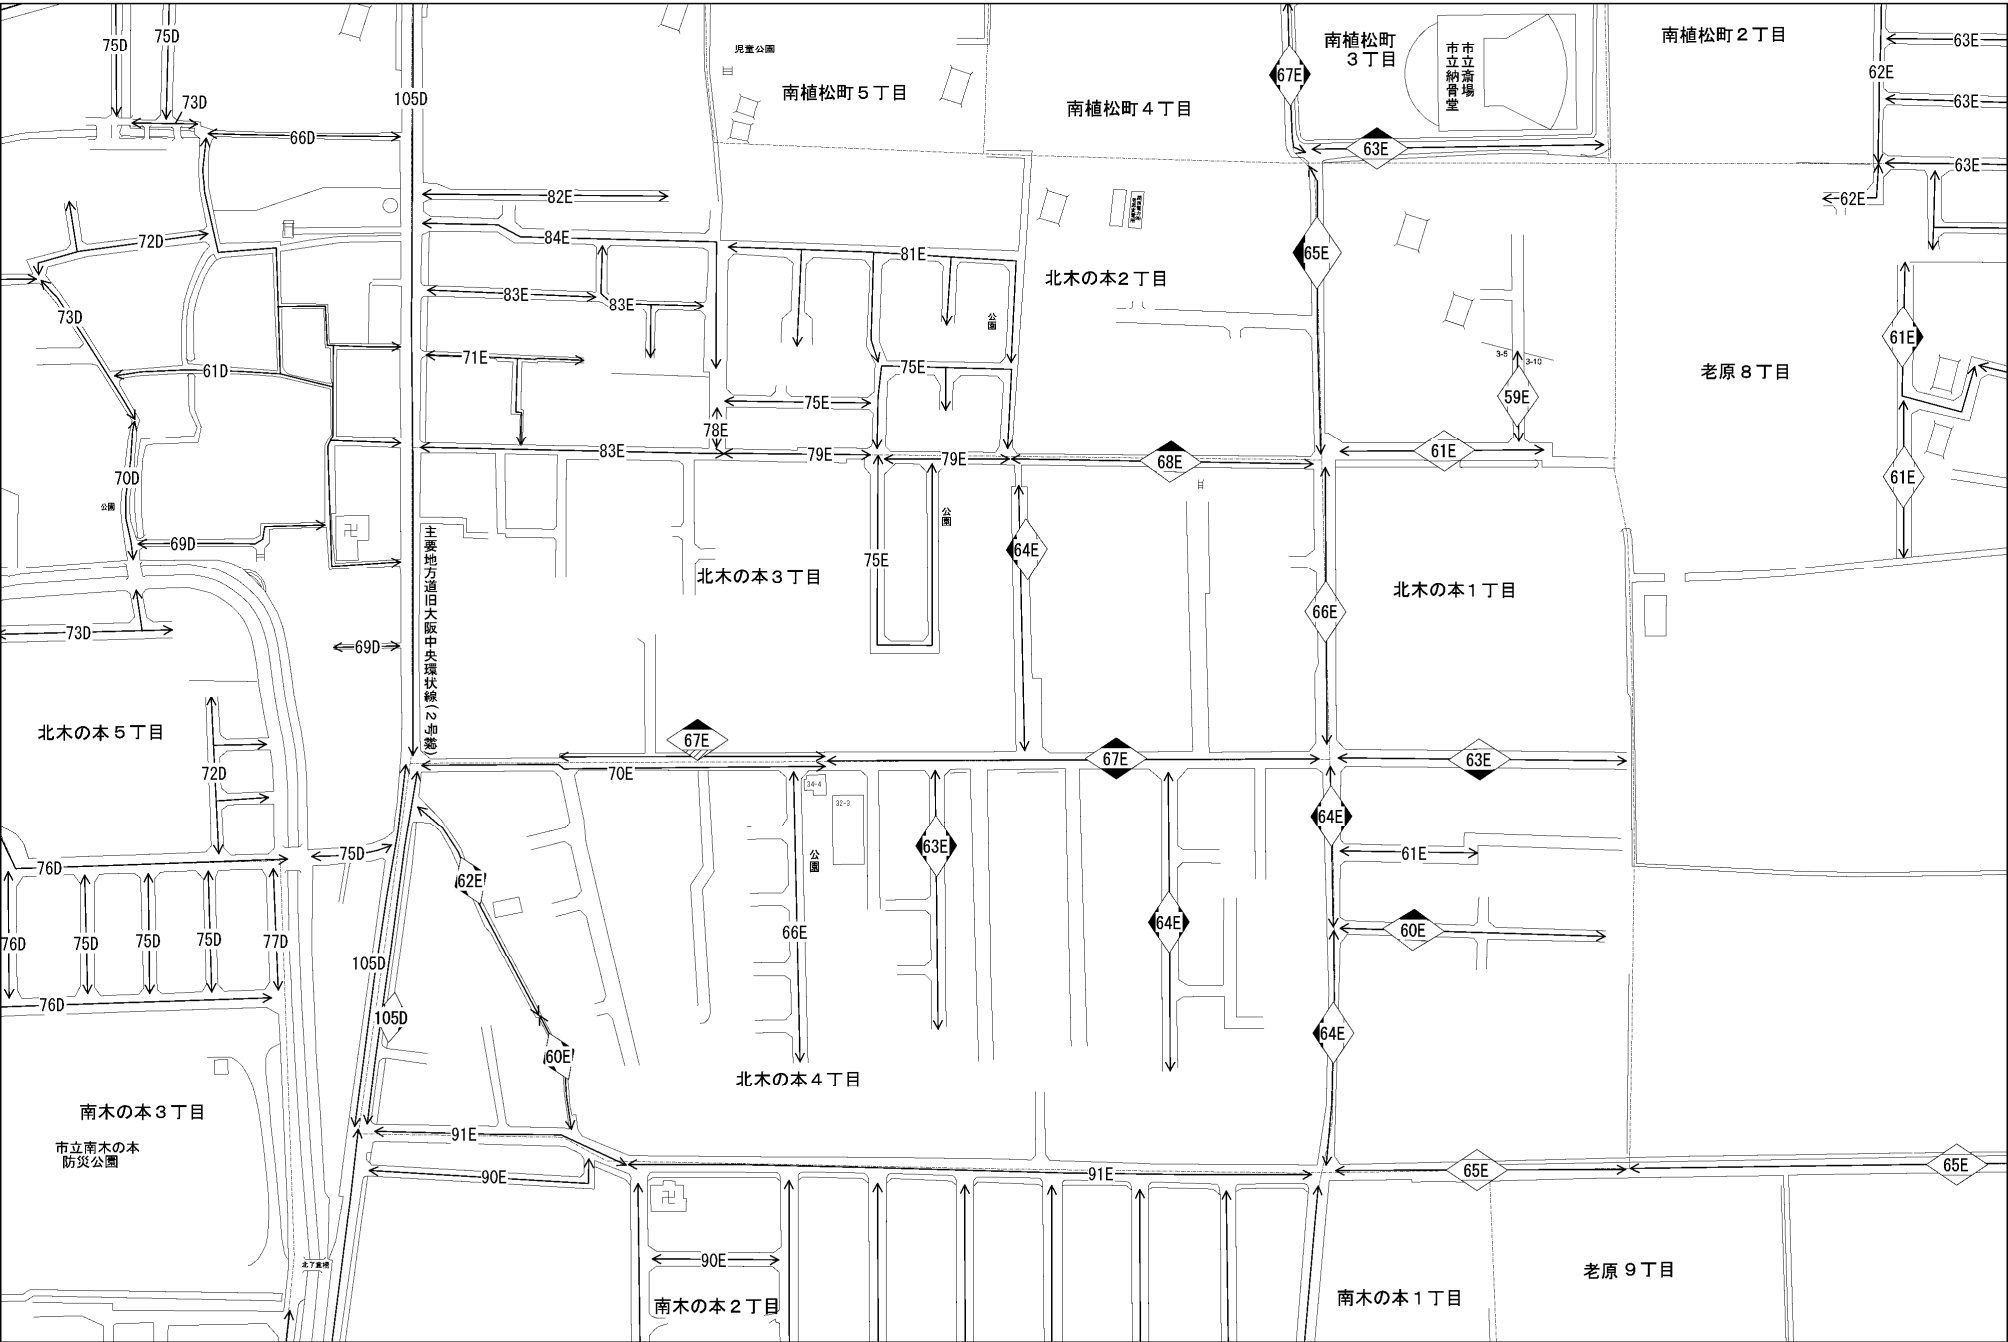 75D
75D
73D
66D
105D
児童公園
南植松町５丁目
南植松町４丁目
67E
南植松町
３丁目
市立斎場
市立納骨堂
南植松町２丁目
63E
62E
63E
63E
63E
62E
82E
84E
81E
83E
83E
72D
73D
61D
71E
75E
75E
78E
公園
北木の本２丁目
65E
3-5
3-10
59E
老原８丁目
61E
61E
83E
79E
79E
68E
61E
70D
公園
69D
卍
主要地方道旧大阪中央環状線(２号線)
75E
公園
64E
北木の本３丁目
66E
北木の本１丁目
73D
69D
北木の本５丁目
72D
67E
70E
67E
63E
34-4
32-3
公園
64E
61E
76D
75D
62E
63E
66E
64E
60E
76D
75D
75D
75D
77D
105D
76D
105D
60E
64E
北木の本４丁目
南木の本３丁目
市立南木の本
防災公園
91E
90E
91E
65E
65E
卍
90E
南木の本２丁目
南木の本１丁目
老原９丁目